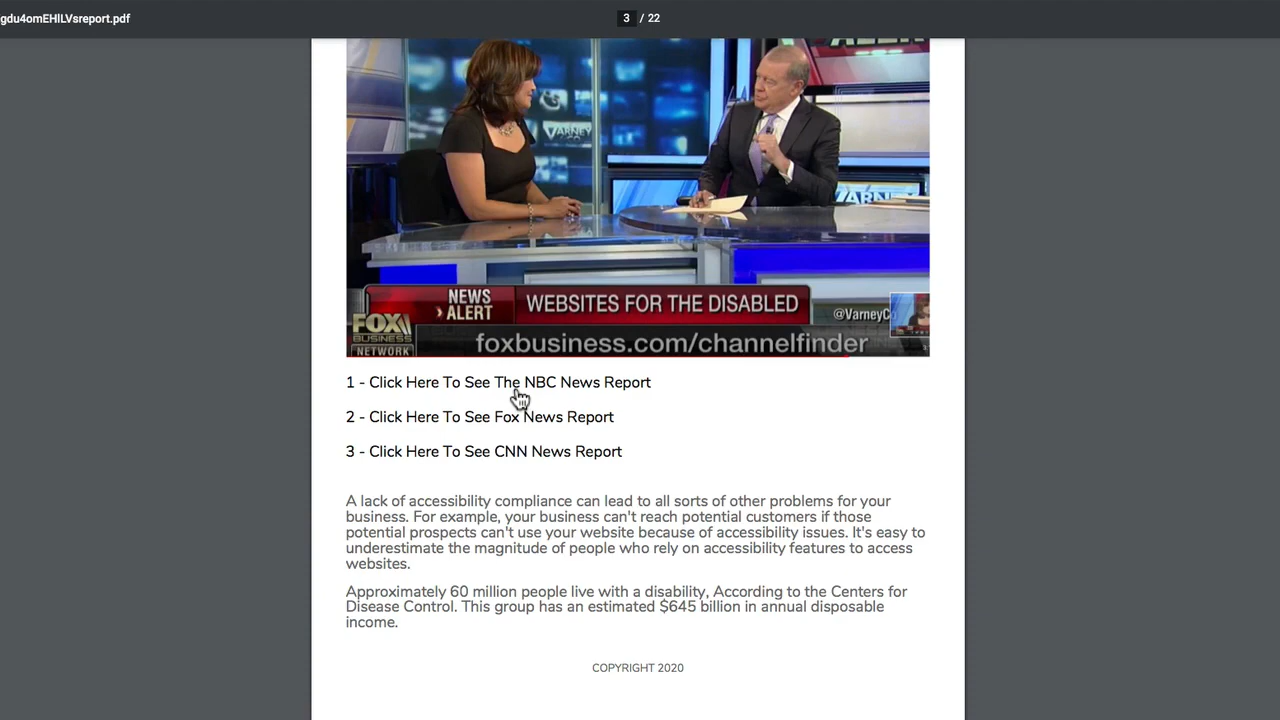 gdu4omEHlLVsreport.pdf
3 / 22
VARNEY
VARN
NEWS
ALERT
WEBSITES FOR THE DISABLED
@VarneyC
FOX
BUSINESS
NETWORK
foxbusiness.com/channelfinder
1 - Click Here To See The NBC News Report
2 - Click Here To See Fox News Report
3 - Click Here To See CNN News Report
A lack of accessibility compliance can lead to all sorts of other problems for your
business. For example, your business can't reach potential customers if those
potential prospects can't use your website because of accessibility issues. It's easy to
underestimate the magnitude of people who rely on accessibility features to access
websites.
Approximately 60 million people live with a disability, According to the Centers for
Disease Control. This group has an estimated $645 billion in annual disposable
income.
COPYRIGHT 2020